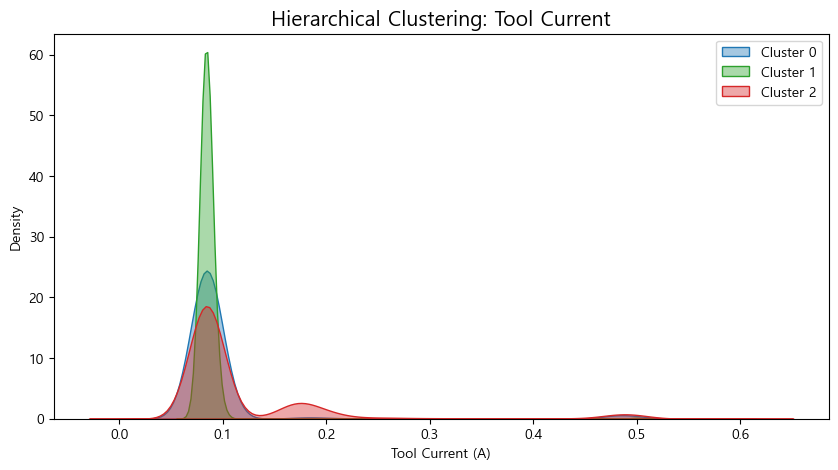 Hierarchical Clustering: Tool Current
Cluster 0
Cluster 1
Cluster 2
Density
60
50
40
30
20
10
0
0.0 0.1 0.2 0.3 0.4 0.5 0.6
Tool Current (A)